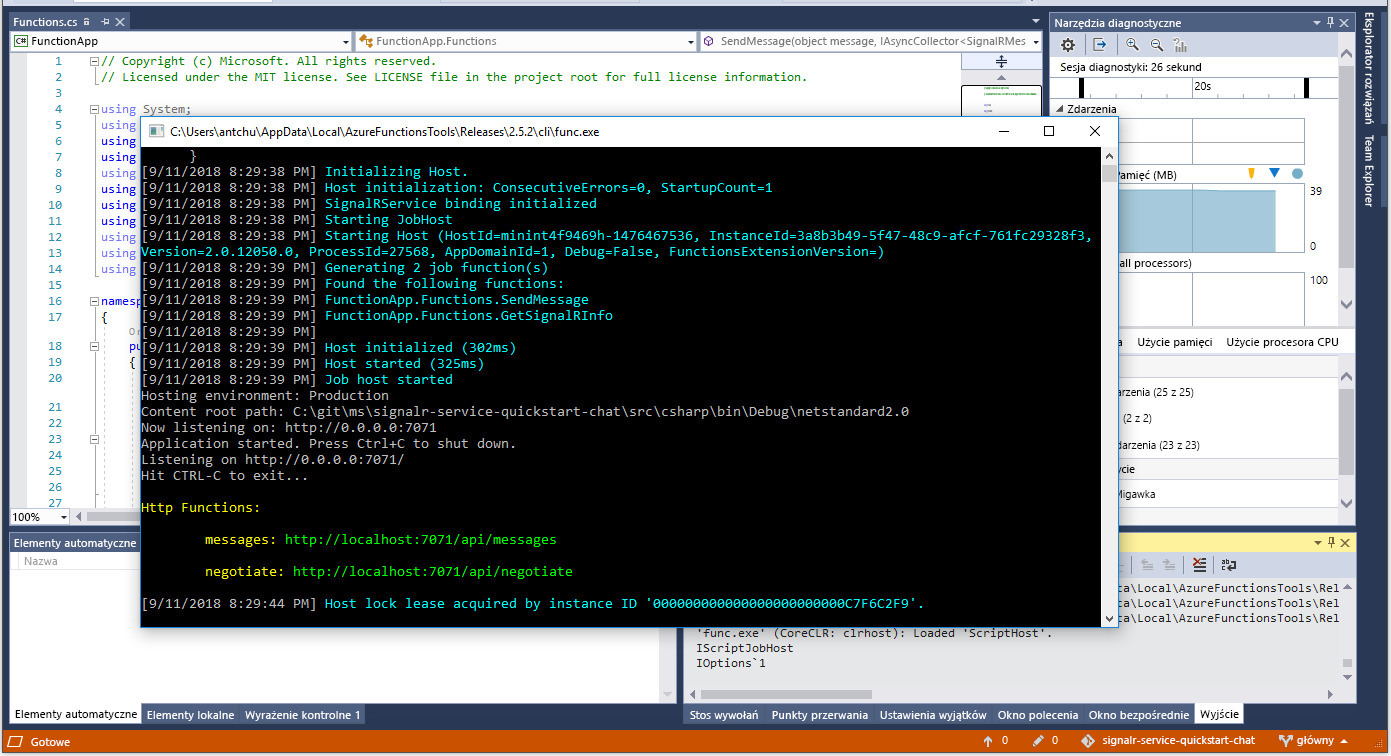 Functions.cs
FunctionApp
FunctionApp.Functions
SendMessage(object message, IAsyncCollector<SignalRMes
1 // Copyright (c) Microsoft. All rights reserved.
2 // Licensed under the MIT license. See LICENSE file in the project root for full license information.
3
4 using System;
5 using
6 using
7 using
8 using
9 using
10 using
11 using
12 using
13 using
14 using
15
16 namesp
17 {
18 pu
19 {
20
21
22
23
24
25
26
27
100%
C:\Users\antchu\AppData\Local\AzureFunctionsTools\Releases\2.5.2\cli\func.exe
}
[9/11/2018 8:29:38 PM] Initializing Host.
[9/11/2018 8:29:38 PM] Host initialization: ConsecutiveErrors=0, StartupCount=1
[9/11/2018 8:29:38 PM] SignalRService binding initialized
[9/11/2018 8:29:38 PM] Starting JobHost
[9/11/2018 8:29:38 PM] Starting Host (HostId=minint4f9469h-1476467536, InstanceId=3a8b3b49-5f47-48c9-afcf-761fc29328f3,
Version=2.0.12050.0, ProcessId=27568, AppDomainId=1, Debug=False, FunctionsExtensionVersion=)
[9/11/2018 8:29:39 PM] Generating 2 job function(s)
[9/11/2018 8:29:39 PM] Found the following functions:
[9/11/2018 8:29:39 PM] FunctionApp.Functions.SendMessage
[9/11/2018 8:29:39 PM] FunctionApp.Functions.GetSignalRInfo
[9/11/2018 8:29:39 PM]
[9/11/2018 8:29:39 PM] Host initialized (302ms)
[9/11/2018 8:29:39 PM] Host started (325ms)
[9/11/2018 8:29:39 PM] Job host started
Hosting environment: Production
Content root path: C:\git\ms\signalr-service-quickstart-chat\src\csharp\bin\Debug\netstandard2.0
Now listening on: http://0.0.0.0:7071
Application started. Press Ctrl+C to shut down.
Listening on http://0.0.0.0:7071/
Hit CTRL-C to exit...
Http Functions:
messages: http://localhost:7071/api/messages
negotiate: http://localhost:7071/api/negotiate
[9/11/2018 8:29:44 PM] Host lock lease acquired by instance ID '000000000000000000000000C7F6C2F9'.
Narzędzia diagnostyczne
Sesja diagnostyki: 26 sekund
20s
Zdarzenia
amięć (MB)
39
0
all processors)
100
a Użycie pamięci Użycie procesora CPU
arzenia (25 z 25)
(2 z 2)
darzenia (23 z 23)
ycie
Migawka
Eksplorator rozwiązań
Team Explorer
Elementy automatyczne
Nazwa
Elementy automatyczne Elementy lokalne Wyrażenie kontrolne 1
ca\Local\AzureFunctionsTools\Rel
ca\Local\AzureFunctionsTools\Rel
ca\Local\AzureFunctionsTools\Rel
'func.exe' (CoreCLR: clrhost): Loaded 'ScriptHost'.
IScriptJobHost
IOptions`1
Stos wywołań Punkty przerwania Ustawienia wyjątków Okno polecenia Okno bezpośrednie Wyjście
Gotowe
0
0
signalr-service-quickstart-chat
główny